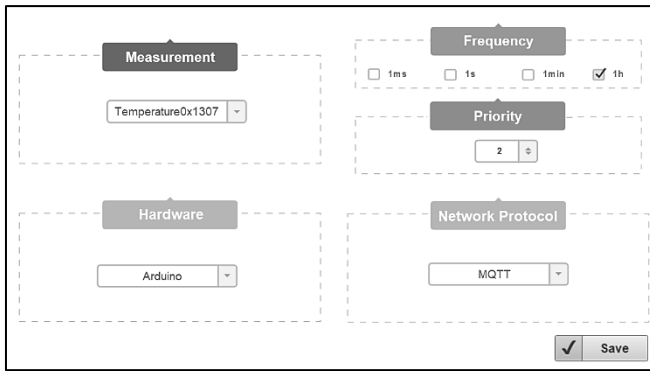 Measurement
Temperature0x1307
Frequency
1ms 1s 1min 1h
Priority
2
Hardware
Arduino
Network Protocol
MQTT
Save